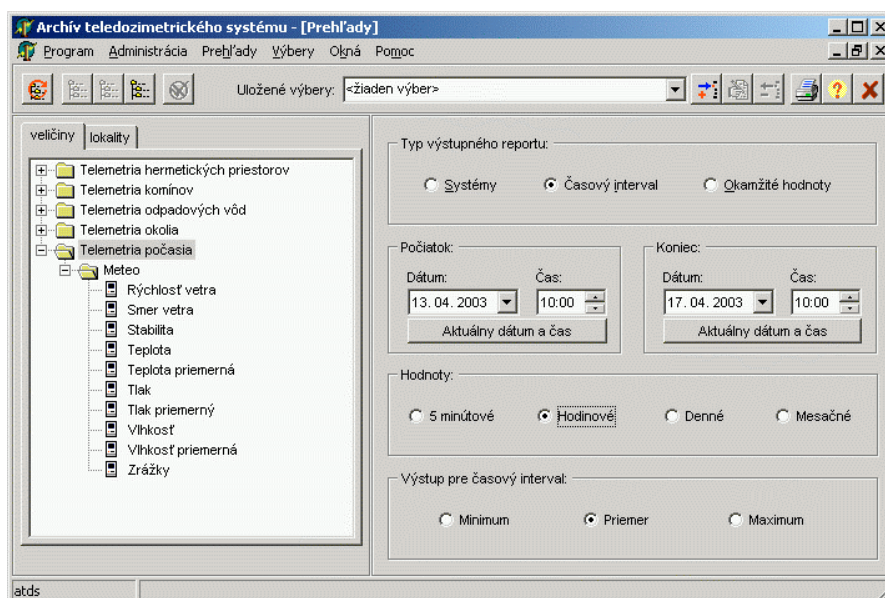 Archív teledozimetrického systému - [Prehľady]
Program Administrácia Prehľady Výbery Okná Pomoc
Uložené výbery: <žiaden výber>
veličiny lokality
Telemetria hermetických priestorov
Telemetria komínov
Telemetria odpadových vôd
Telemetria okolia
Telemetria počasia
Meteo
Rýchlosť vetra
Smer vetra
Stabilita
Teplota
Teplota priemerná
Tlak
Tlak priemerný
Vlhkosť
Vlhkosť priemerná
Zrážky
Typ výstupného reportu:
Systémy Časový interval Okamžité hodnoty
Počiatok:
Dátum: Čas:
13. 04. 2003 10:00
Aktuálny dátum a čas
Koniec:
Dátum: Čas:
17. 04. 2003 10:00
Aktuálny dátum a čas
Hodnoty:
5 minútové Hodinové Denné Mesačné
Výstup pre časový interval:
Minimum Priemer Maximum
atds